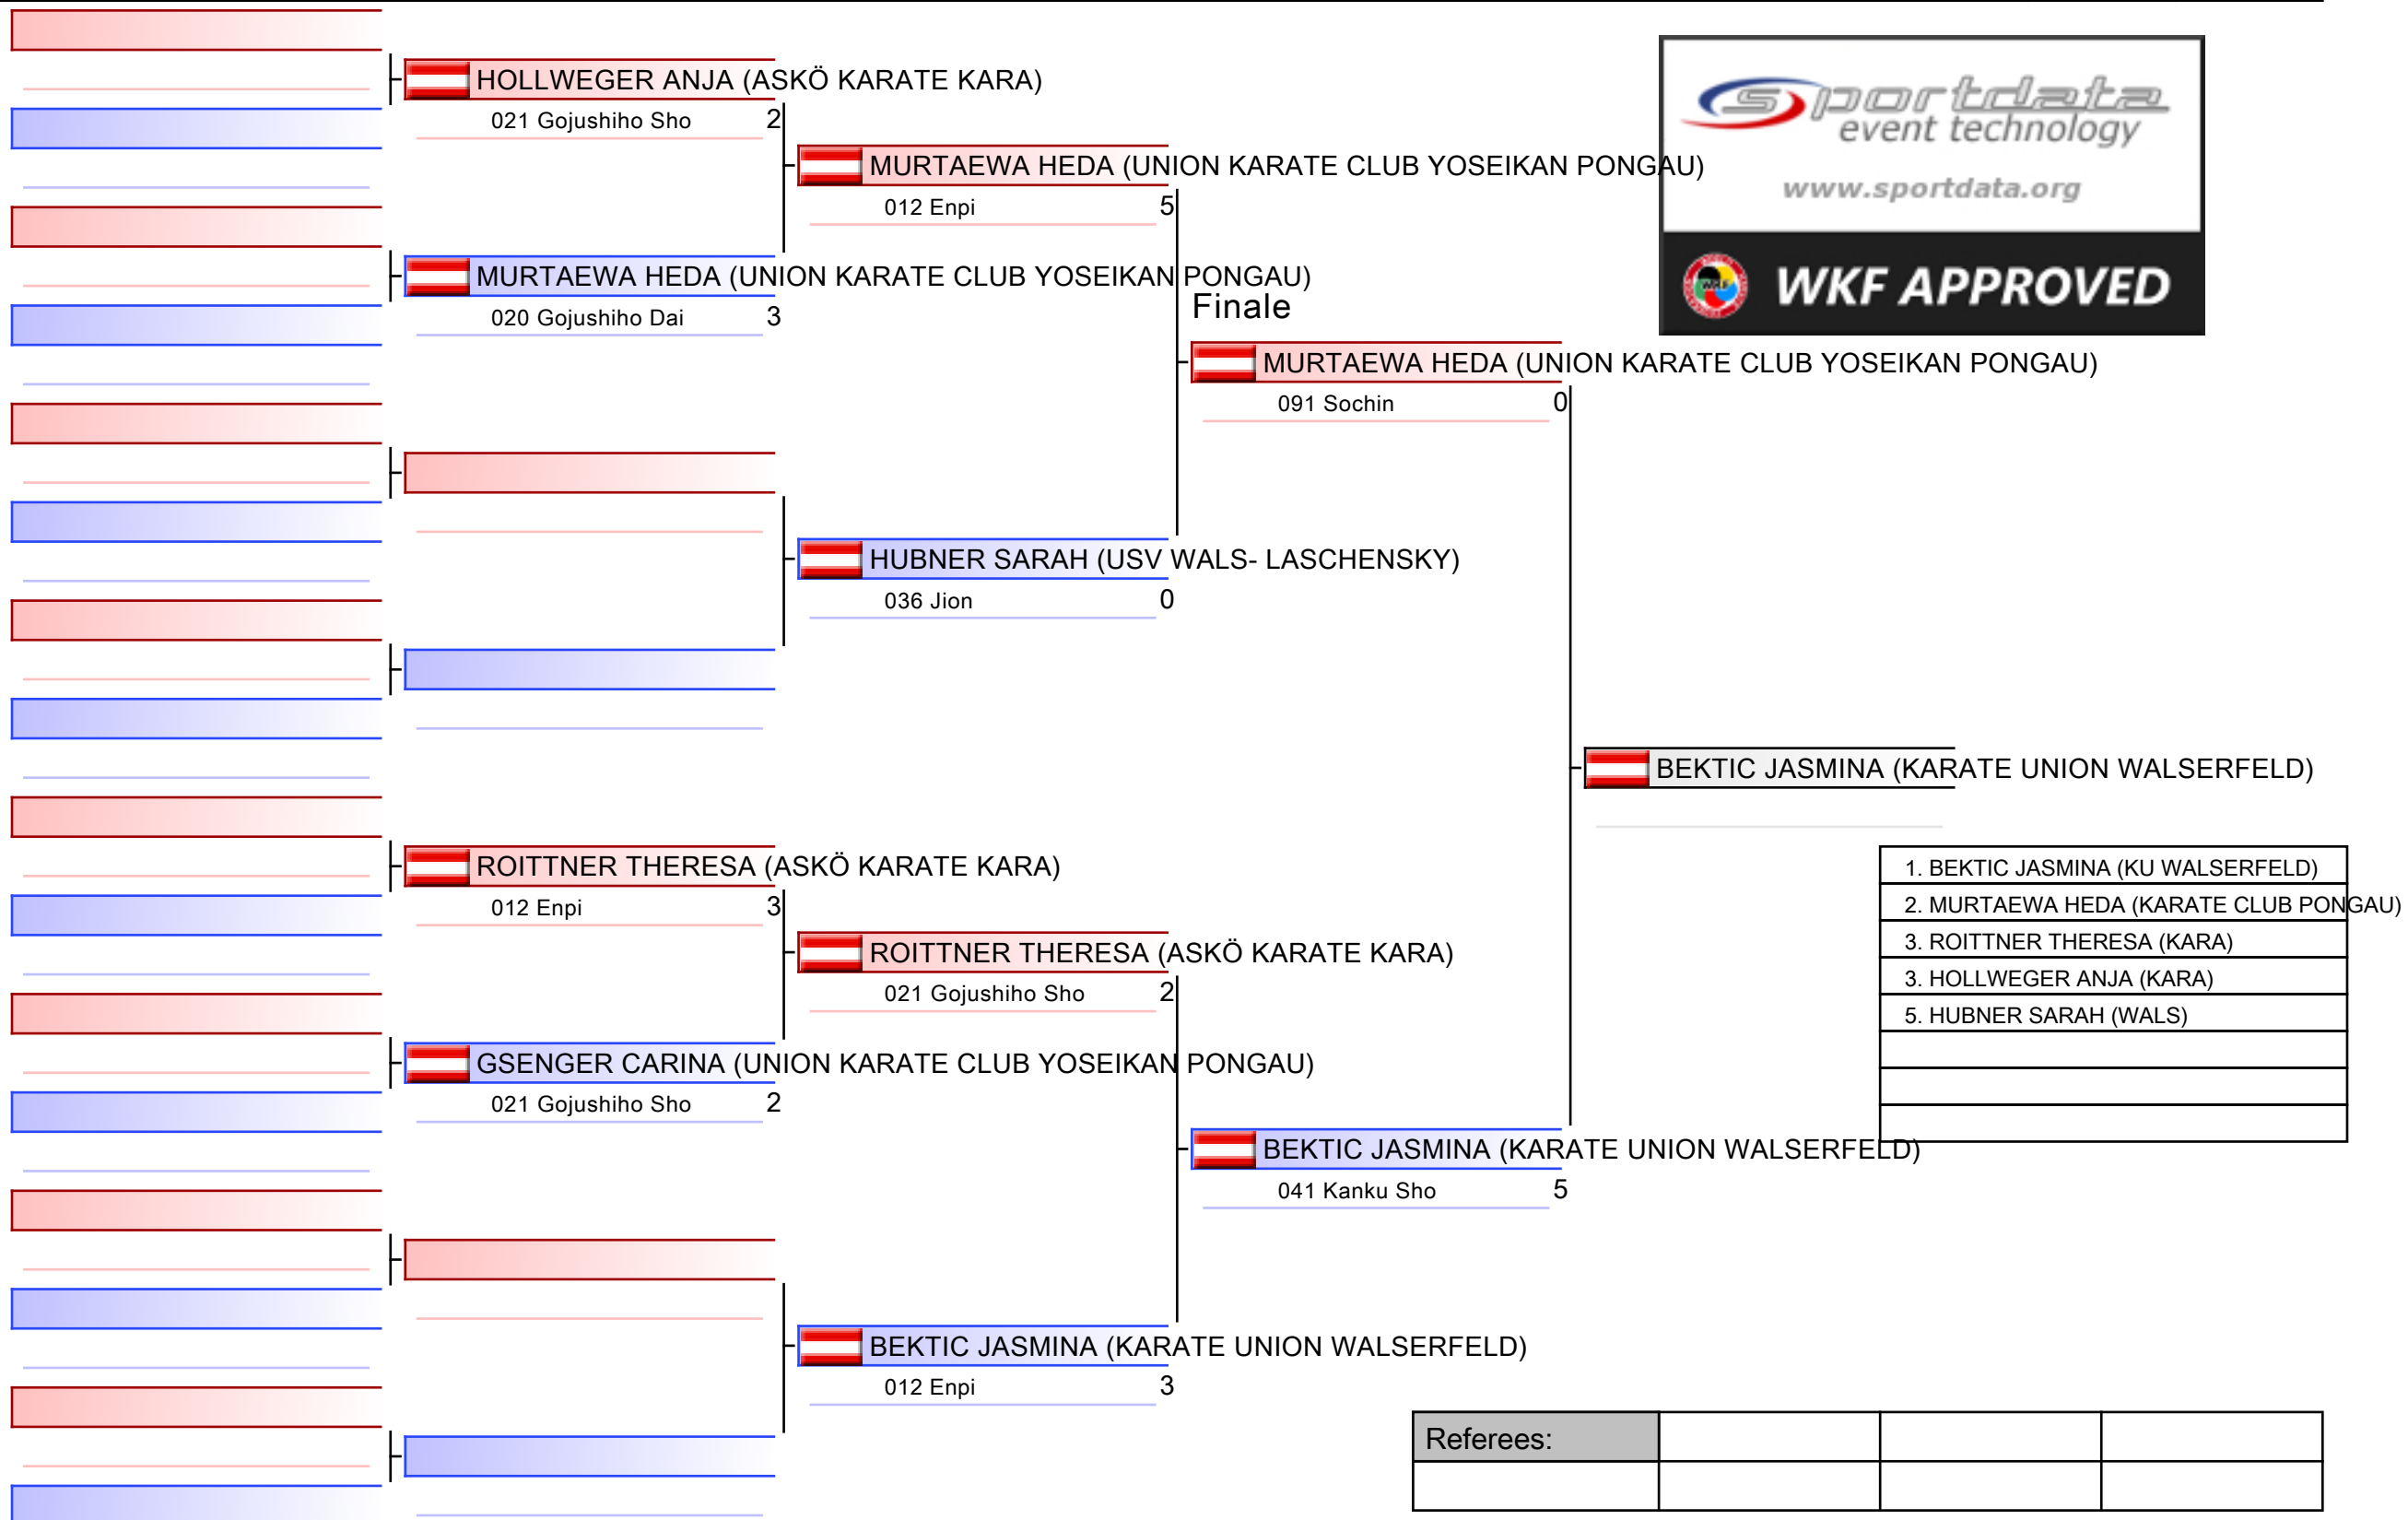 HOLLWEGER ANJA (ASKÖ KARATE KARA)
021 Gojushiho Sho 2
MURTAEWA HEDA (UNION KARATE CLUB YOSEIKAN PONGAU)
012 Enpi 5
MURTAEWA HEDA (UNION KARATE CLUB YOSEIKAN PONGAU)
020 Gojushiho Dai 3
sportdata
event technology
www.sportdata.org
WKF
WKF APPROVED
Finale
MURTAEWA HEDA (UNION KARATE CLUB YOSEIKAN PONGAU)
091 Sochin 0
HUBNER SARAH (USV WALS- LASCHENSKY)
036 Jion 0
BEKTIC JASMINA (KARATE UNION WALSERFELD)
ROITTNER THERESA (ASKÖ KARATE KARA)
012 Enpi 3
ROITTNER THERESA (ASKÖ KARATE KARA)
021 Gojushiho Sho 2
GSENGER CARINA (UNION KARATE CLUB YOSEIKAN PONGAU)
021 Gojushiho Sho 2
BEKTIC JASMINA (KARATE UNION WALSERFELD)
041 Kanku Sho 5
BEKTIC JASMINA (KARATE UNION WALSERFELD)
012 Enpi 3
1. BEKTIC JASMINA (KU WALSERFELD)
2. MURTAEWA HEDA (KARATE CLUB PONGAU)
3. ROITTNER THERESA (KARA)
3. HOLLWEGER ANJA (KARA)
5. HUBNER SARAH (WALS)
Referees: